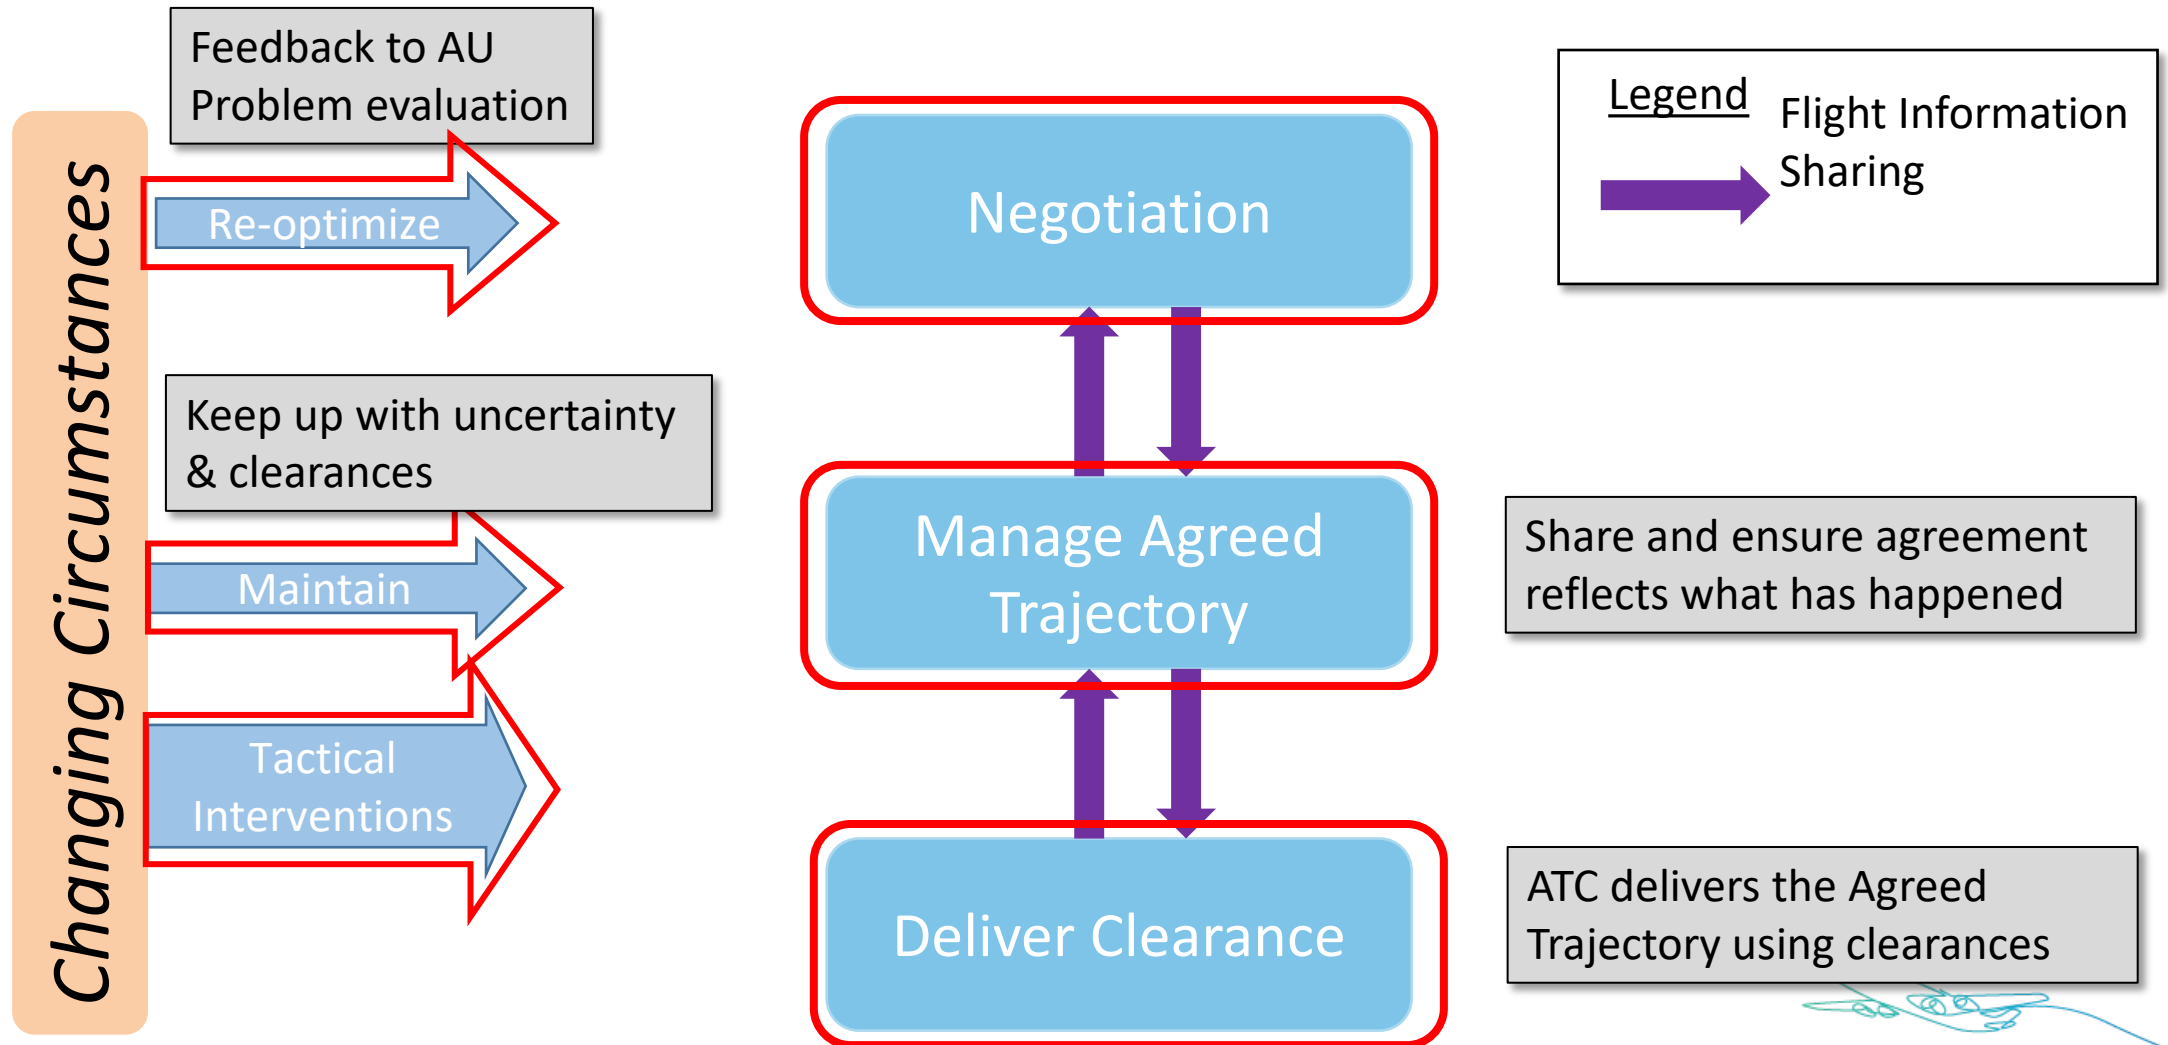 Feedback to AU
Problem evaluation
Changing Circumstances
Re-optimize
Keep up with uncertainty
& clearances
Maintain
Tactical
Interventions
Negotiation
Manage Agreed
Trajectory
Deliver Clearance
Legend
Flight Information
Sharing
Share and ensure agreement
reflects what has happened
ATC delivers the Agreed
Trajectory using clearances